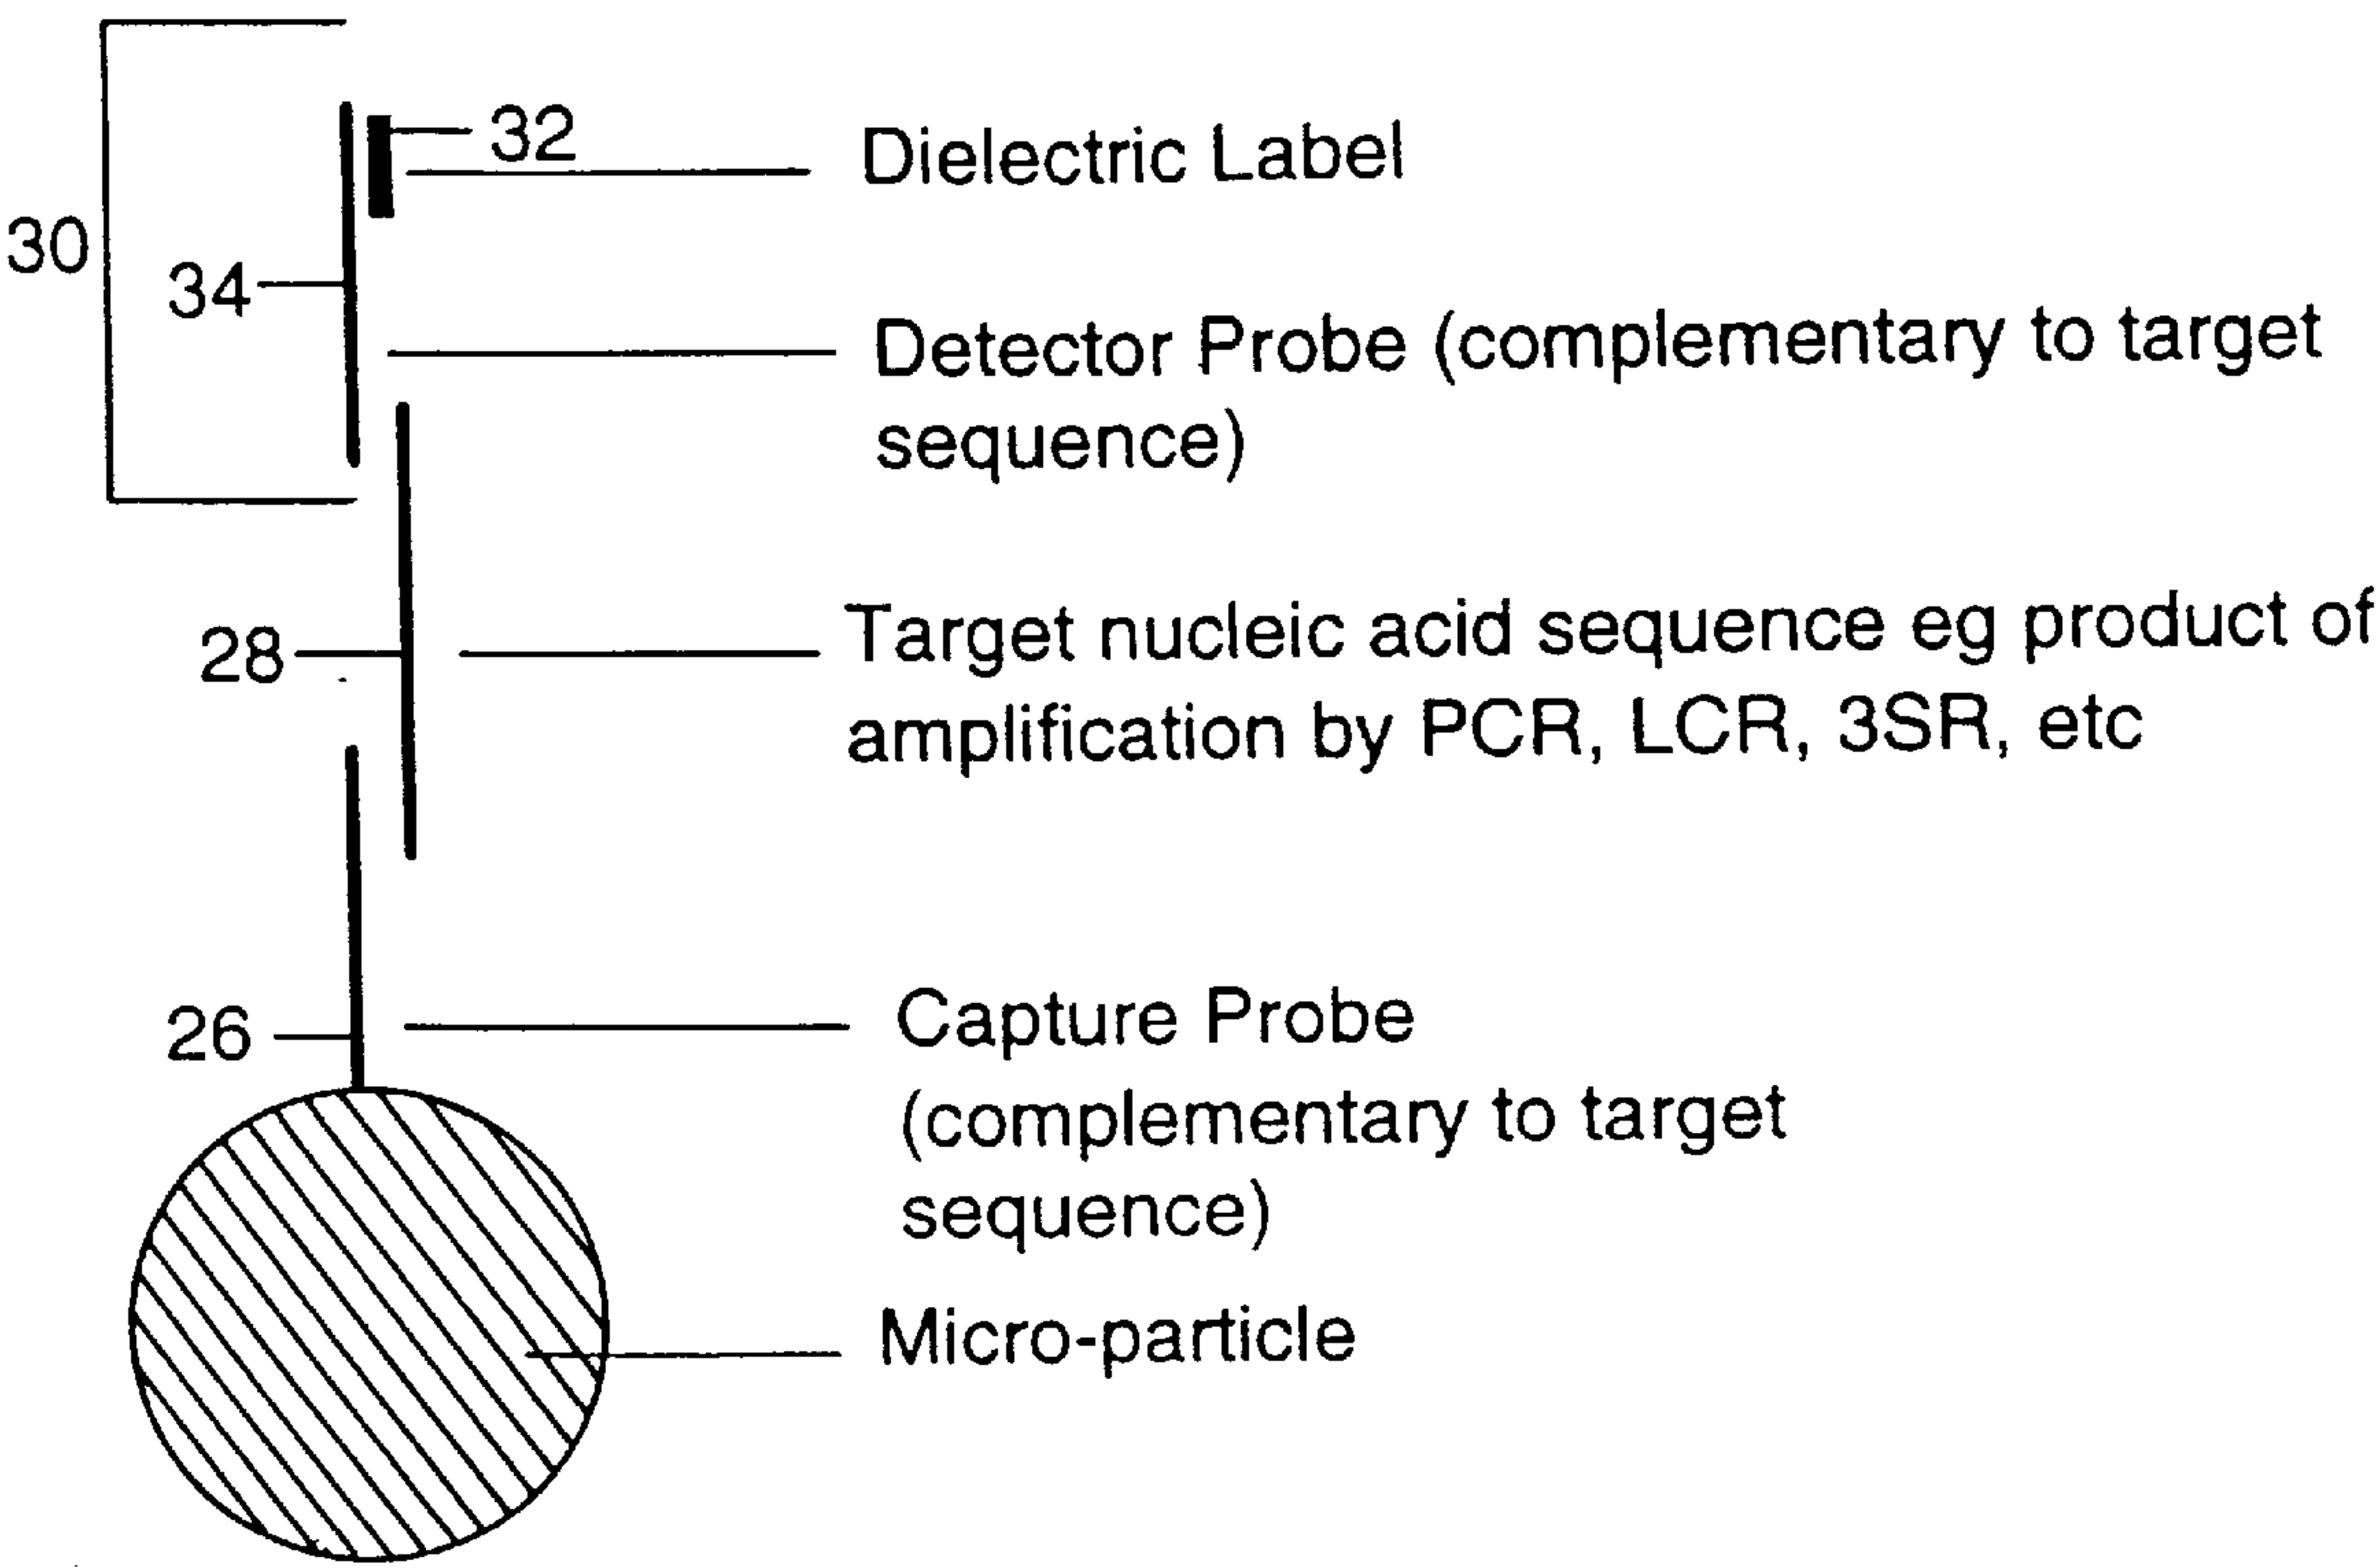 32
Dielectric Label
30
34
Detector Probe (complementary to target
sequence)
28
Target nucleic acid sequence eg product of
amplification by PCR, LCR, 3SR, etc
26
Capture Probe
(complementary to target
sequence)
Micro-particle